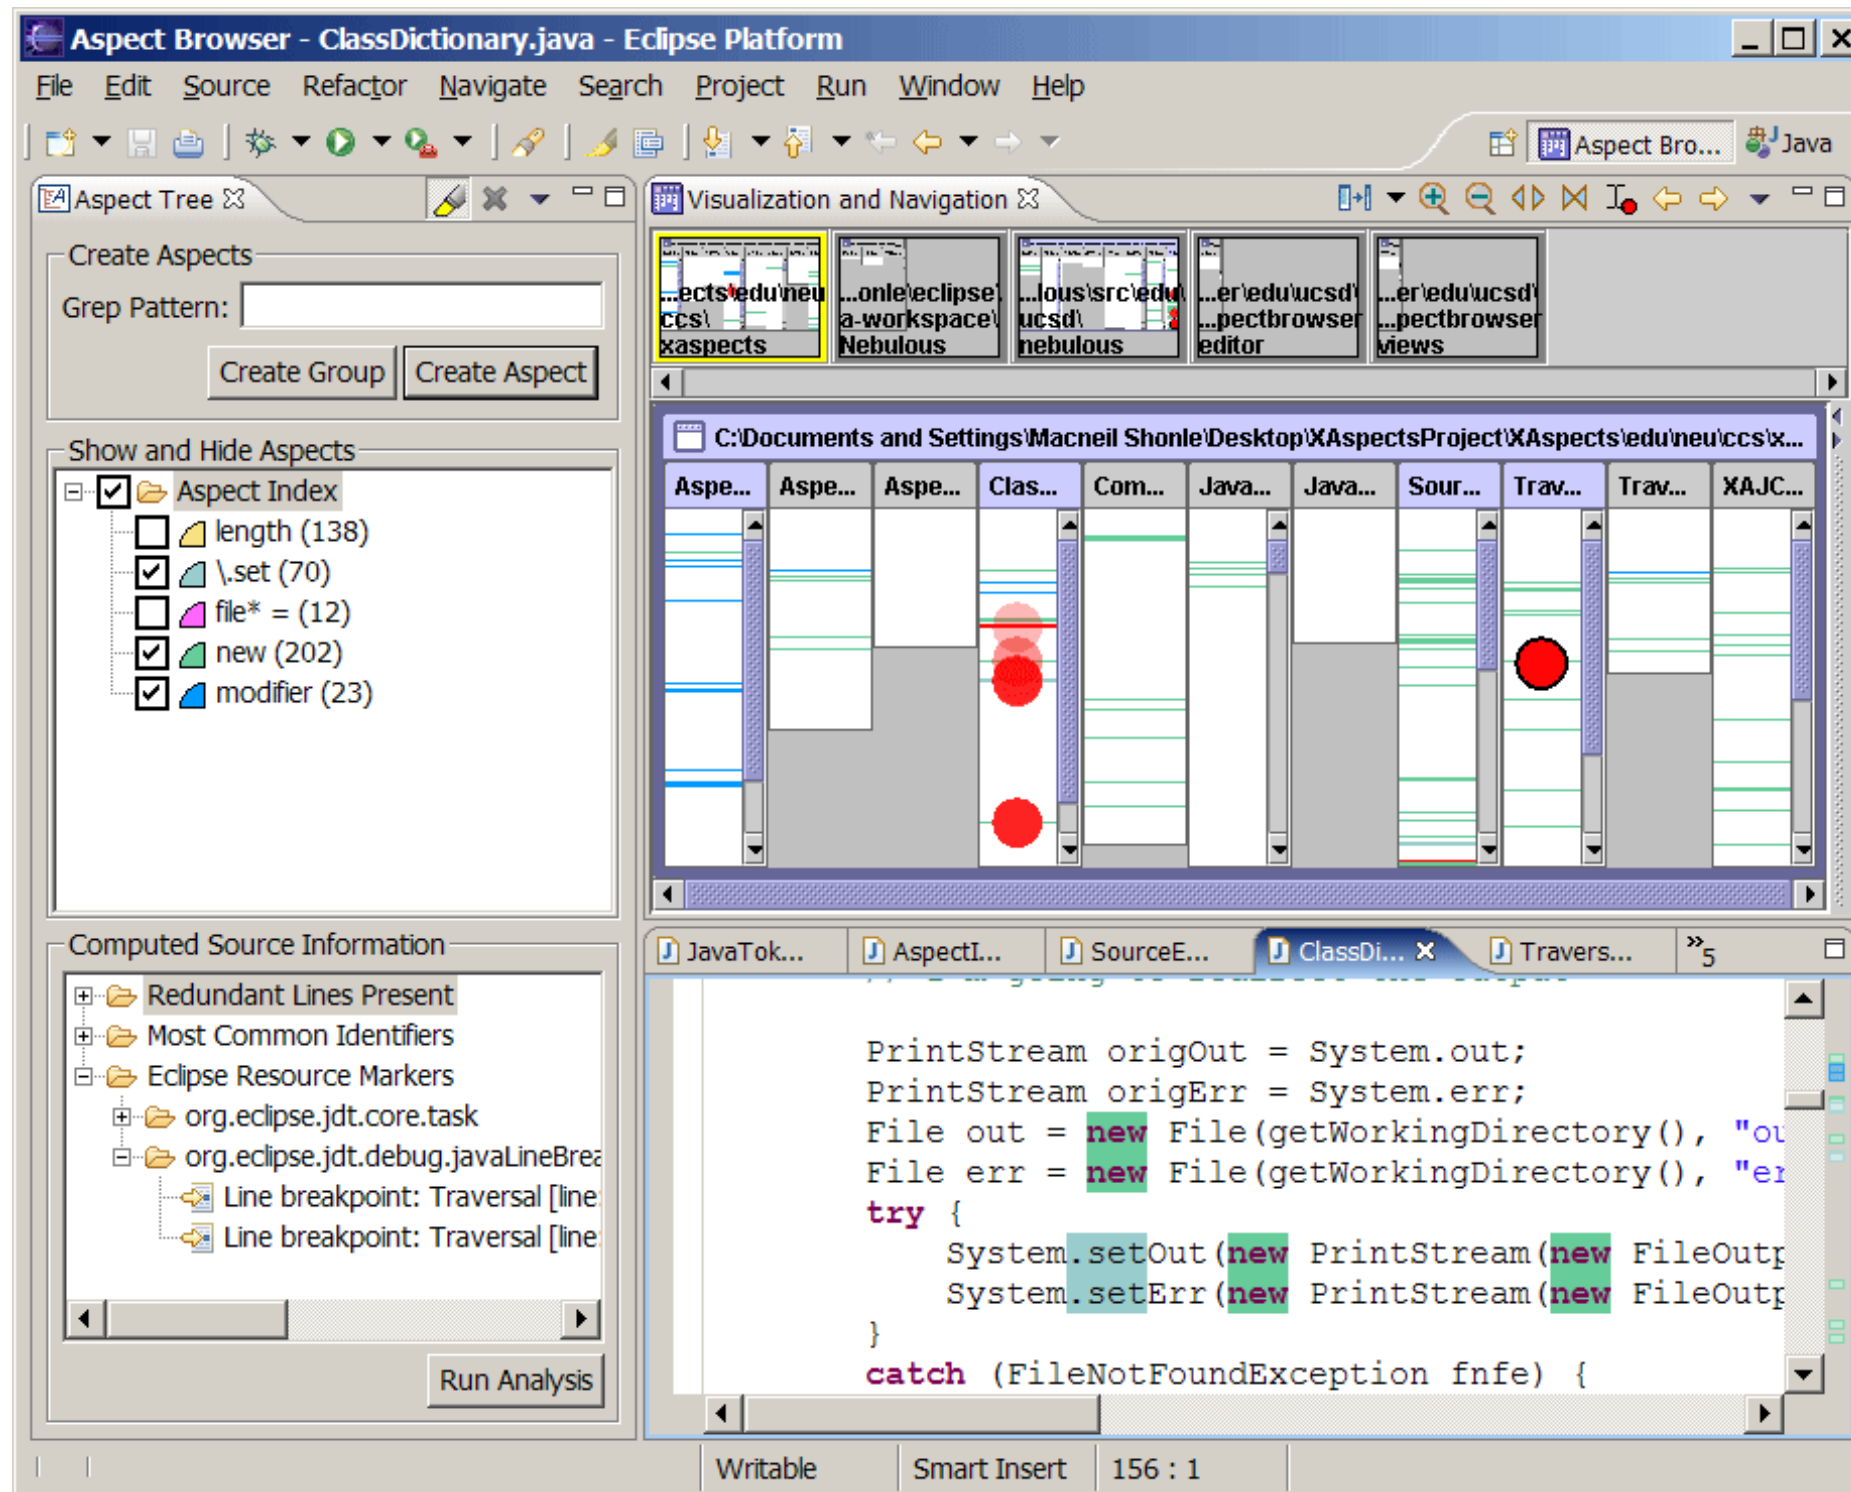 Aspect Browser - ClassDictionary.java - Eclipse Platform
File Edit Source Refactor Navigate Search Project Run Window Help
Aspect Bro... Java
Aspect Tree
Create Aspects
Grep Pattern:
Create Group Create Aspect
Show and Hide Aspects
Aspect Index
length (138)
\.set (70)
file* = (12)
new (202)
modifier (23)
Computed Source Information
Redundant Lines Present
Most Common Identifiers
Eclipse Resource Markers
org.eclipse.jdt.core.task
org.eclipse.jdt.debug.javaLineBrea
Line breakpoint: Traversal [line:
Line breakpoint: Traversal [line:
Run Analysis
Visualization and Navigation
...ects\edu\neu\
ccs\
xaspects
...onle\eclipse\
a-workspace\
Nebulous
...lous\src\edu\
ucsd\
nebulous
...er\edu\ucsd\
...pectbrowser
editor
...er\edu\ucsd\
...pectbrowser
views
C:\Documents and Settings\Macneil Shonle\Desktop\XAspectsProject\XAspects\edu\neu\ccs\x...
Aspe... Aspe... Aspe... Clas... Com... Java... Java... Sour... Trav... Trav... XAJC...
JavaTok... AspectI... SourceE... ClassDi... Travers... »5
PrintStream origOut = System.out;
PrintStream origErr = System.err;
File out = new File(getWorkingDirectory(), "ou
File err = new File(getWorkingDirectory(), "er
try {
System.setOut(new PrintStream(new FileOutp
System.setErr(new PrintStream(new FileOutp
}
catch (FileNotFoundException fnfe) {
Writable Smart Insert 156 : 1